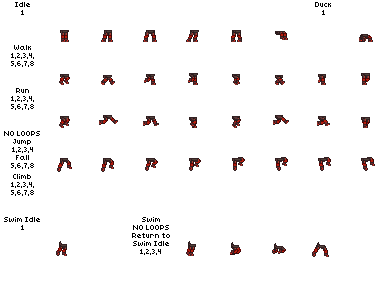 Idle
1
Duck
1
Walk
1,2,3,4,
5,6,7,8
Run
1,2,3,4,
5,6,7,8
NO LOOPS
Jump
1,2,3,4
Fall
5,6,7,8
Climb
1,2,3,4,
5,6,7,8
Swim Idle
1
Swim
NO LOOPS
Return to
Swim Idle
1,2,3,4